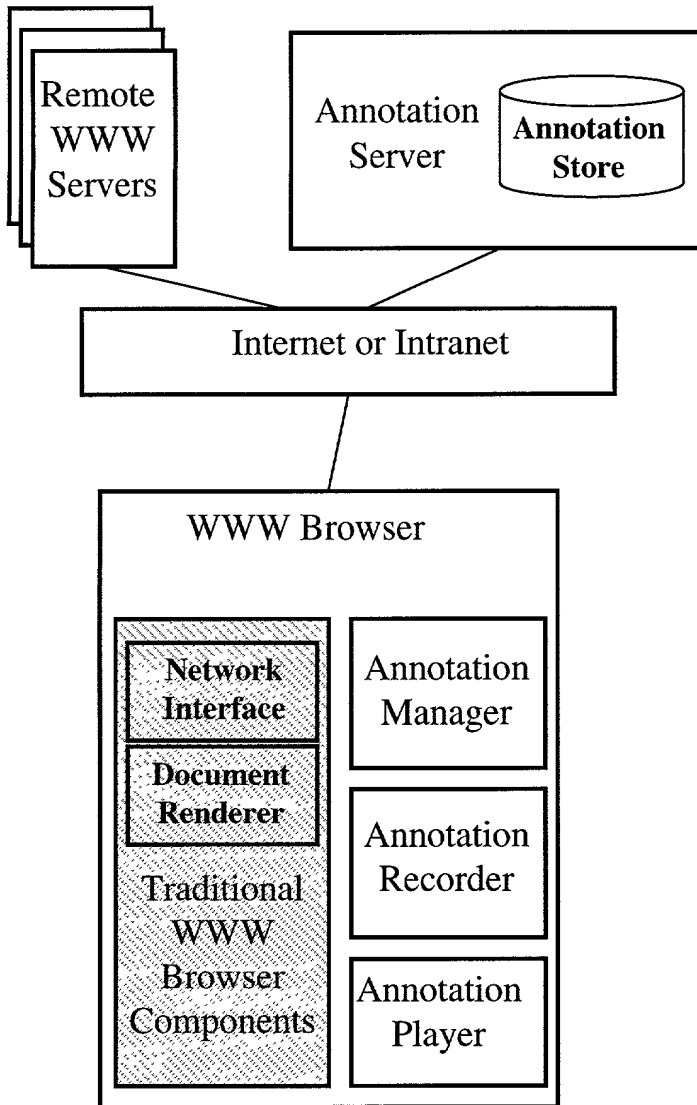 Remote
WWW
Servers
Annotation
Server
Annotation
Store
Internet or Intranet
WWW Browser
Network
Interface
Document
Renderer
Traditional
WWW
Browser
Components
Annotation
Manager
Annotation
Recorder
Annotation
Player